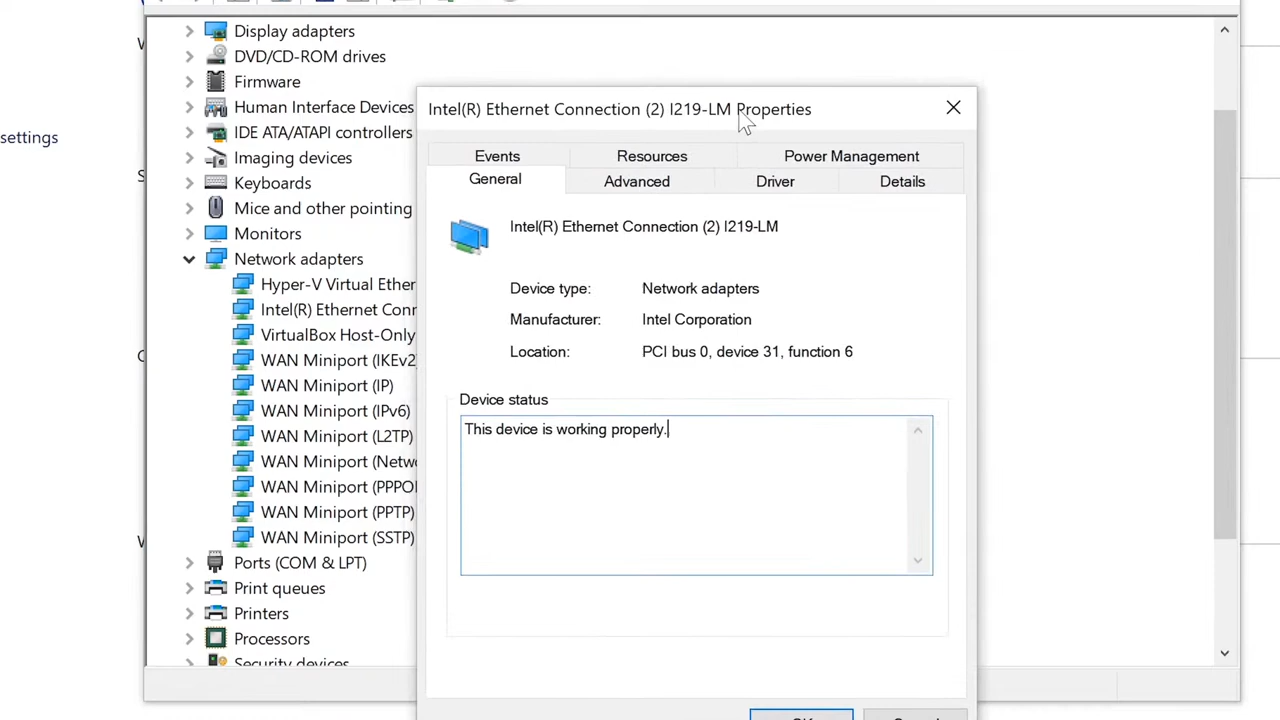 settings
Display adapters
DVD/CD-ROM drives
Firmware
Human Interface Devices
IDE ATA/ATAPI controllers
Imaging devices
Keyboards
Mice and other pointing
Monitors
Network adapters
Hyper-V Virtual Ether
Intel(R) Ethernet Conn
VirtualBox Host-Only
WAN Miniport (IKEv2
WAN Miniport (IP)
WAN Miniport (IPv6)
WAN Miniport (L2TP)
WAN Miniport (Netwo
WAN Miniport (PPPO
WAN Miniport (PPTP)
WAN Miniport (SSTP)
Ports (COM & LPT)
Print queues
Printers
Processors
Security devices
Intel(R) Ethernet Connection (2) I219-LM Properties
Events Resources Power Management
General Advanced Driver Details
Intel(R) Ethernet Connection (2) I219-LM
Device type: Network adapters
Manufacturer: Intel Corporation
Location: PCI bus 0, device 31, function 6
Device status
This device is working properly.